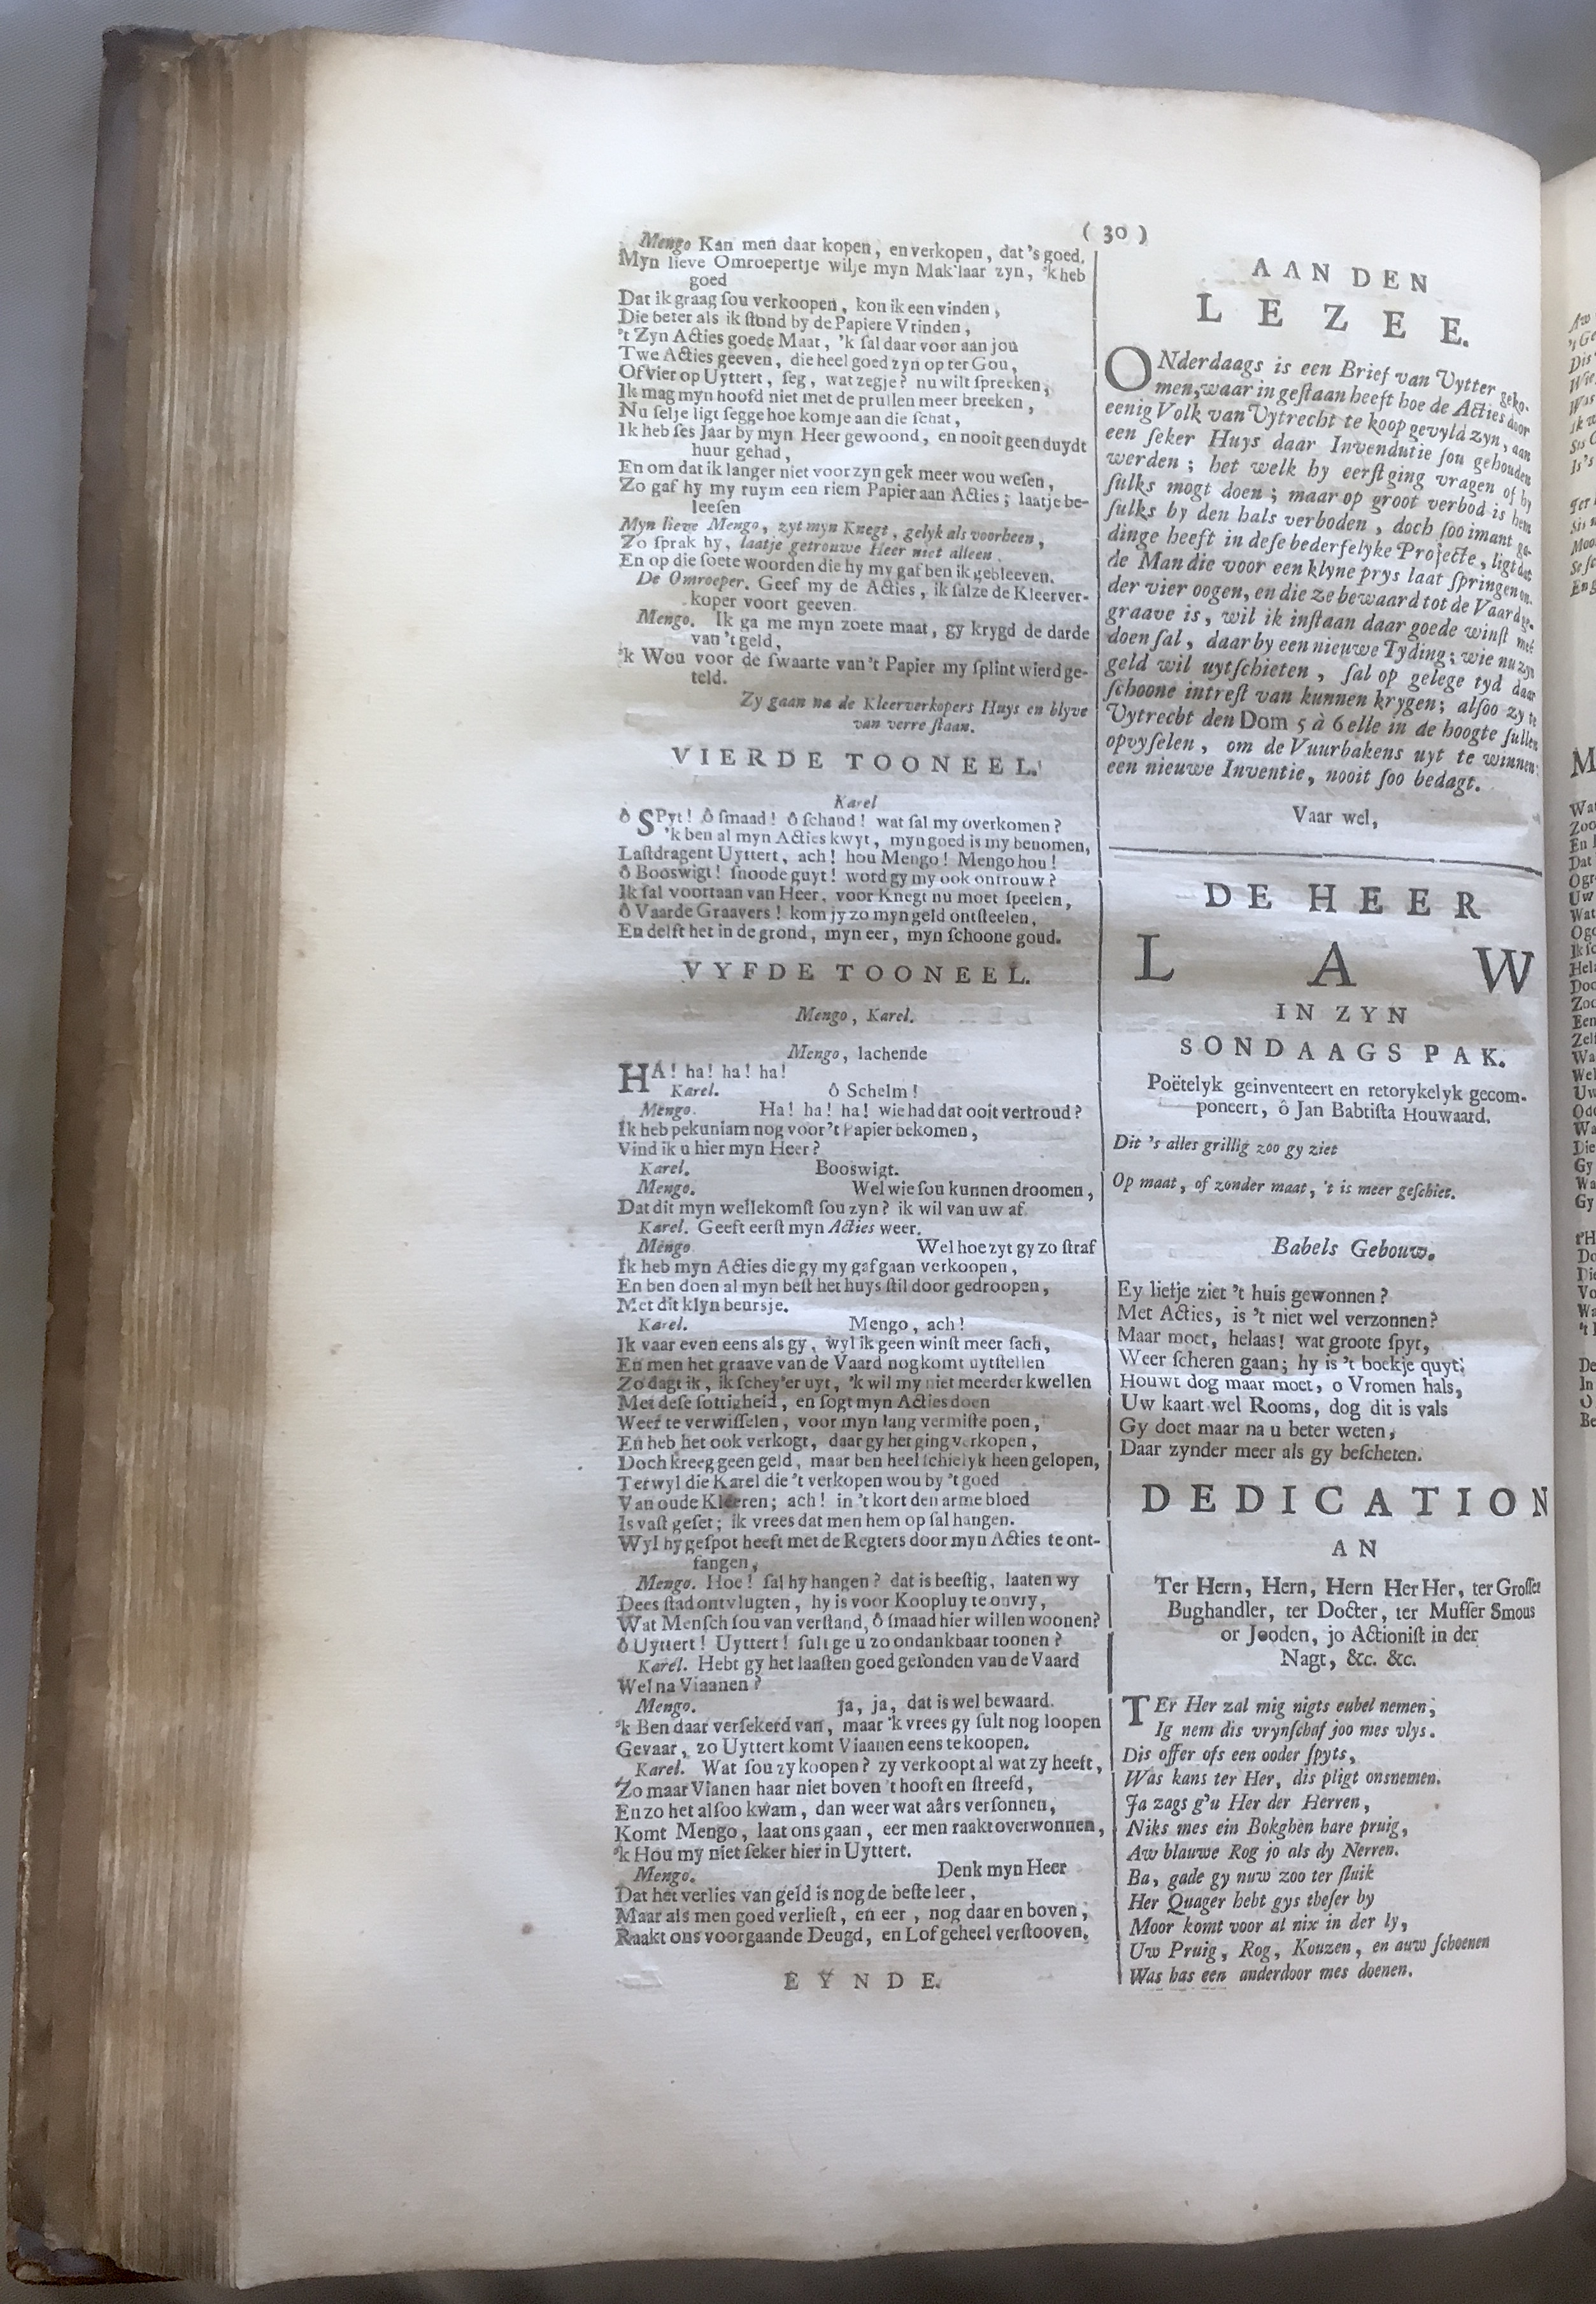 ( 30 )
Mengo Kan men daar kopen, en verkopen, dat 's goed,
Myn lieve Omroepertje wilje myn Mak'laar zyn, 'k heb
goed
Dat ik graag ſou verkoopen, kon ik een vinden,
Die beter als ik ſtond by de Papiere Vrinden,
't Zyn Acties goede Maat, 'k ſal daar voor aan jou
Twe Acties geeven, die heel goed zyn op ter Gou,
Of vier op Uyttert, ſeg, wat zegje? nu wilt ſpreeken,
Ik mag myn hoofd niet met de prullen meer breeken,
Nu ſelje ligt ſegge hoe komje aan die ſchat,
Ik heb ſes Jaar by myn Heer gewoond, en nooit geen duydt
huur gehad,
En om dat ik langer niet voor zyn gek meer wou weſen,
Zo gaf hy my ruym een riem Papier aan Acties; laatje be-
leeſen
Myn lieve Mengo, zyt myn Knegt, gelyk als voorheen,
Zo ſprak hy, laatje getrouwe Heer niet alleen.
En op die ſoete woorden die hy my gaf ben ik gebleeven.
De Omroeper. Geef my de Acties, ik ſalze de Kleerver-
koper voort geeven.
Mengo. Ik ga me myn zoete maat, gy krygd de darde
van 't geld,
'k Wou voor de ſwaarte van 't Papier my ſplint wierd ge-
teld.
Zy gaan na de Kleerverkopers Huys en blyve
van verre ſtaan.
VIERDE TOONEEL.
Karel
ô SPyt! ô ſmaad! ô ſchand! wat ſal my overkomen?
'k ben al myn Acties kwyt, myn goed is my benomen,
Laſtdragent Uyttert, ach! hou Mengo! Mengo hou!
ô Booswigt! ſnoode guyt! word gy my ook ontrouw?
Ik ſal voortaan van Heer, voor Knegt nu moet ſpeelen,
ô Vaarde Graavers! kom jy zo myn geld ontſteelen,
En delft het in de grond, myn eer, myn ſchoone goud.
VYFDE TOONEEL.
Mengo, Karel.
Mengo, lachende
HA! ha! ha! ha!
Karel. ô Schelm!
Mengo. Ha! ha! ha! wie had dat ooit vertroud?
Ik heb pekuniam nog voor 't Papier bekomen,
Vind ik u hier myn Heer?
Karel. Booswigt.
Mengo. Wel wie ſou kunnen droomen,
Dat dit myn wellekomſt ſou zyn? ik wil van uw af.
Karel. Geeft eerſt myn Acties weer.
Mengo Wel hoe zyt gy zo ſtraf
Ik heb myn Acties die gy my gaf gaan verkoopen,
En ben doen al myn beſt het huys ſtil door gedroopen,
Met dit klyn beursje.
Karel. Mengo, ach!
Ik vaar even eens als gy, wyl ik geen winſt meer ſach,
En men het graave van de Vaard nog komt uytſtellen
Zo dagt ik, ik ſchey'er uyt, 'k wil my niet meerder kwellen
Met deſe ſottigheid, en ſogt myn Acties doen
Weer te verwiſſelen, voor myn lang vermiſte poen,
En heb het ook verkogt, daar gy het ging verkopen,
Doch kreeg geen geld, maar ben heel ſchielyk heen gelopen,
Terwyl die Karel die 't verkopen wou by 't goed
Van oude Kleeren; ach! in 't kort den arme bloed
Is vaſt geſet; ik vrees dat men hem op ſal hangen.
Wyl hy geſpot heeft met de Regters door myn Acties te ont-
fangen,
Mengo. Hoe! ſal hy hangen? dat is beeſtig, laaten wy
Dees ſtad ontvlugten, hy is voor Koopluy te onvry,
Wat Menſch ſou van verſtand, ô ſmaad hier willen woonen?
ô Uyttert! Uyttert! ſult ge u zo ondankbaar toonen?
Karel. Hebt gy het laaſten goed geſonden van de Vaard
Wel na Viaanen?
Mengo. Ja, ja, dat is wel bewaard.
'k Ben daar verſekerd van, maar 'k vrees gy ſult nog loopen
Gevaar, zo Uyttert komt Viaanen eens te koopen.
Karel. Wat ſou zy koopen? zy verkoopt al wat zy heeft,
Zo maar Vianen haar niet boven 't hooft en ſtreefd,
En zo het alſoo kwam, dan weer wat aârs verſonnen,
Komt Mengo, laat ons gaan, eer men raakt overwonnen,
'k Hou my niet ſeker hier in Uyttert.
Mengo. Denk myn Heer
Dat het verlies van geld is nog de beſte leer,
Maar als men goed verlieſt, en eer, nog daar en boven,
Raakt ons voorgaande Deugd, en Lof geheel verſtooven.
EYNDE.
AAN DEN
LEZEE.
ONderdaags is een Brief van Uytter geko-
men, waar in geſtaan heeft hoe de Acties door
eenig Volk van Uytrecht te koop gevyld zyn, aan
een ſeker Huys daar Invendutie ſou gehouden
werden; het welk hy eerſt ging vragen of hy
ſulks mogt doen; maar op groot verbod is hem
ſulks by den hals verboden, doch ſoo imant ga-
dinge heeft in deſe bederfelyke Projecte, ligt dat
de Man die voor een klyne prys laat ſpringen on-
der vier oogen, en die ze bewaard tot de Vaard ge-
graave is, wil ik inſtaan daar goede winſt met
doen ſal, daar by een nieuwe Tyding; wie nu zyn
geld wil uytſchieten, ſal op gelege tyd daar
ſchoone intreſt van kunnen krygen; alſoo zy te
Uytrecht den Dom 5 à 6 elle in de hoogte ſullen
opvyſelen, om de Vuurbakens uyt te winnen
een nieuwe Inventie, nooit ſoo bedagt.
Vaar wel,
DE HEER
LAW
IN ZYN
SONDAAGS PAK.
Poëtelyk geinventeert en retorykelyk gecom-
poneert, ô Jan Babtiſta Houwaard.
Dit 's alles grillig zoo gy ziet
Op maat, of zonder maat, 't is meer geſchiet.
Babels Gebouw.
Ey lietje ziet 't huis gewonnen?
Met Acties, is 't niet wel verzonnen?
Maar moet, helaas! wat groote ſpyt,
Weer ſcheren gaan; hy is 't boekje quyt;
Houwt dog maar moet, o Vromen hals,
Uw kaart wel Rooms, dog dit is vals
Gy doet maar na u beter weten,
Daar zynder meer als gy beſcheten.
DEDICATION
AN
Ter Hern, Hern, Hern Her Her, ter Groſſer
Bughandler, ter Docter, ter Muſſer Smous
or Jooden, jo Actioniſt in der
Nagt, &c. &c.
TEr Her zal mig nigts eubel nemen;
Ig nem dis vrynſchaf joo mes vlys.
Dis offer ofs een ooder ſpyts,
Was kans ter Her, dis pligt onsnemen.
Ja zags g'u Her der Herren,
Niks mes ein Bokghen hare pruig,
Aw blauwe Rog jo als dy Nerren.
Ba, gade gy nuw zoo ter ſluik
Her Quager hebt gys theſer by
Moor komt voor al nix in der ly,
Uw Pruig, Rog, Kouzen, en auw ſchoenen
Was has een anderdoor mes doenen.